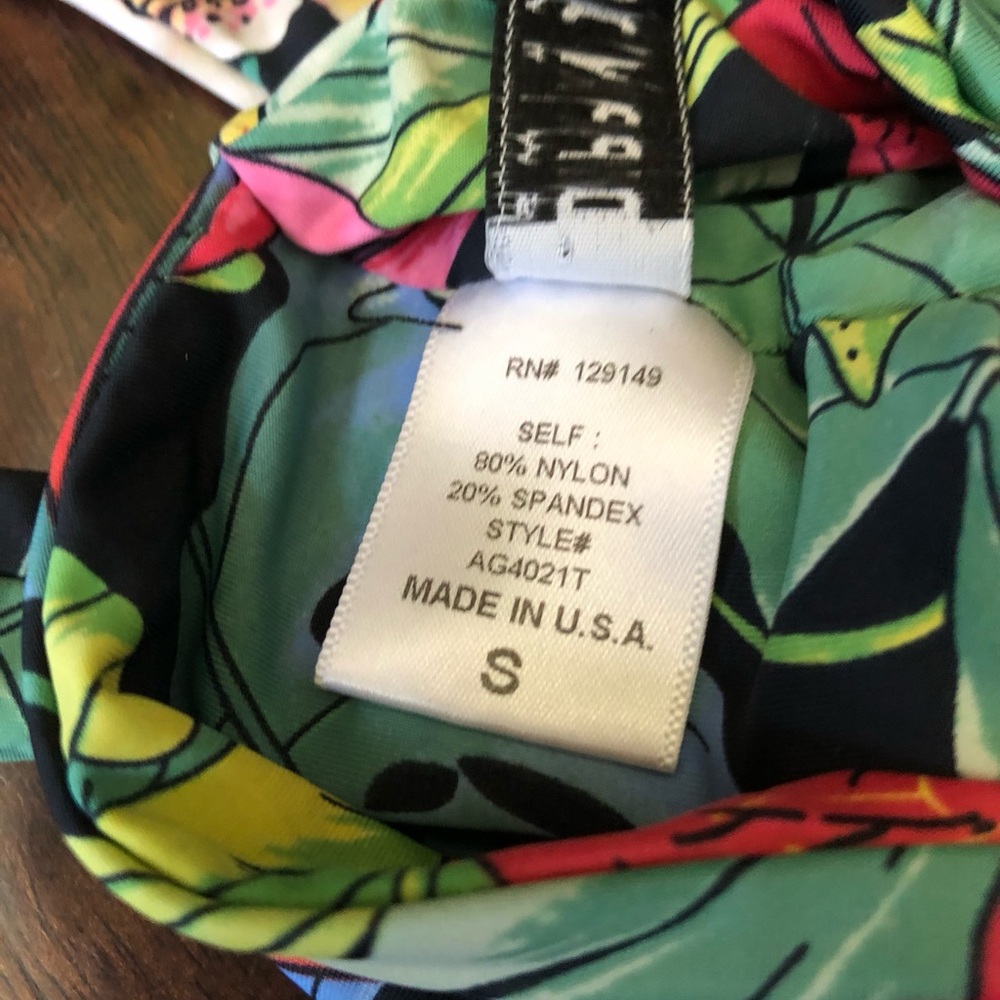 RN# 129149
SELF :
80% NYLON
20% SPANDEX
STYLE#
AG4021T
MADE IN U.S.A.
S